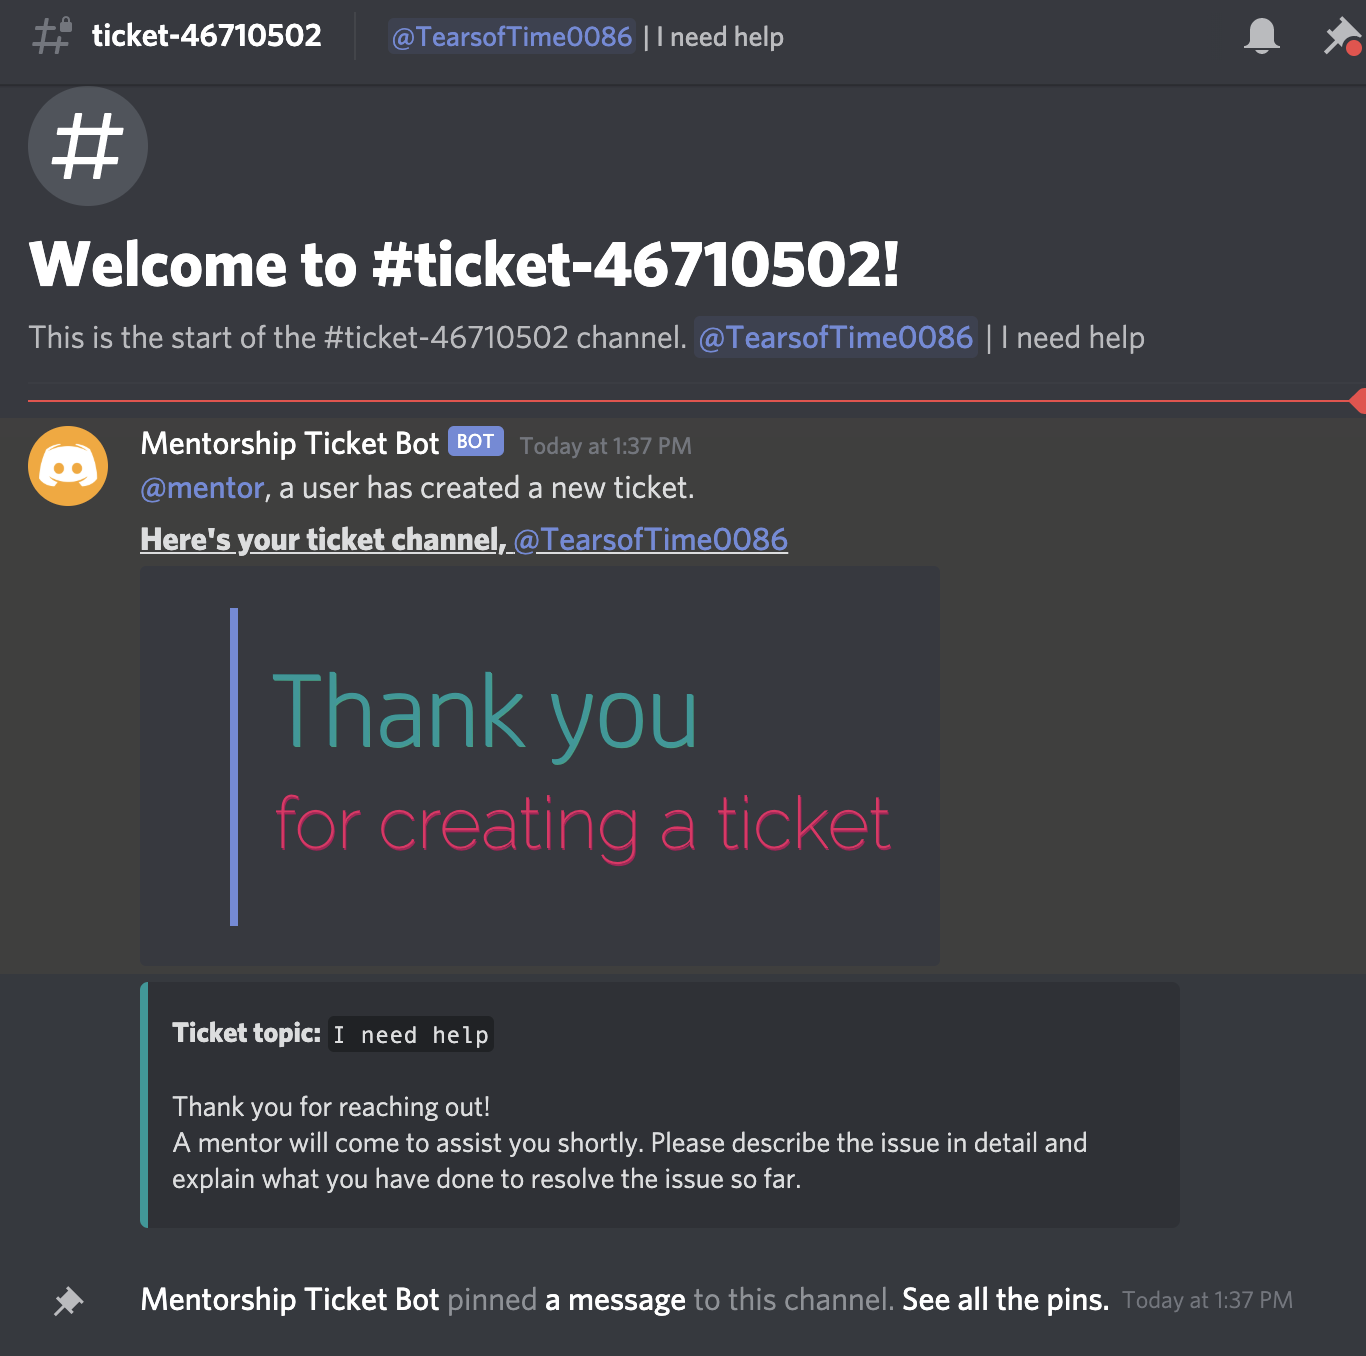 ticket-46710502 @TearsofTime0086 | I need help
#
Welcome to #ticket-46710502!
This is the start of the #ticket-46710502 channel. @TearsofTime0086 | I need help
Mentorship Ticket Bot BOT Today at 1:37 PM
@mentor, a user has created a new ticket.
Here's your ticket channel, @TearsofTime0086
Thank you
for creating a ticket
Ticket topic: I need help
Thank you for reaching out!
A mentor will come to assist you shortly. Please describe the issue in detail and
explain what you have done to resolve the issue so far.
Mentorship Ticket Bot pinned a message to this channel. See all the pins. Today at 1:37 PM